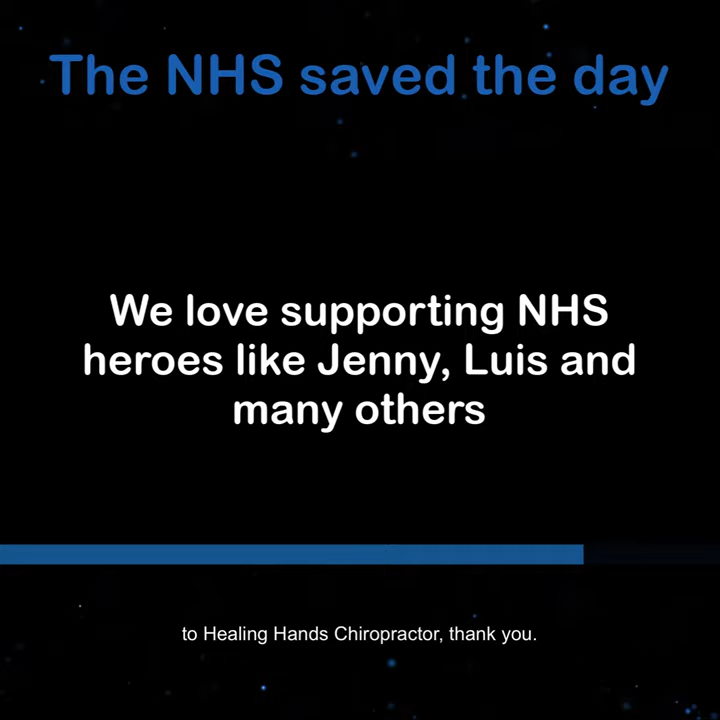 The NHS saved the day
We love supporting NHS
heroes like Jenny, Luis and
many others
to Healing Hands Chiropractor, thank you.